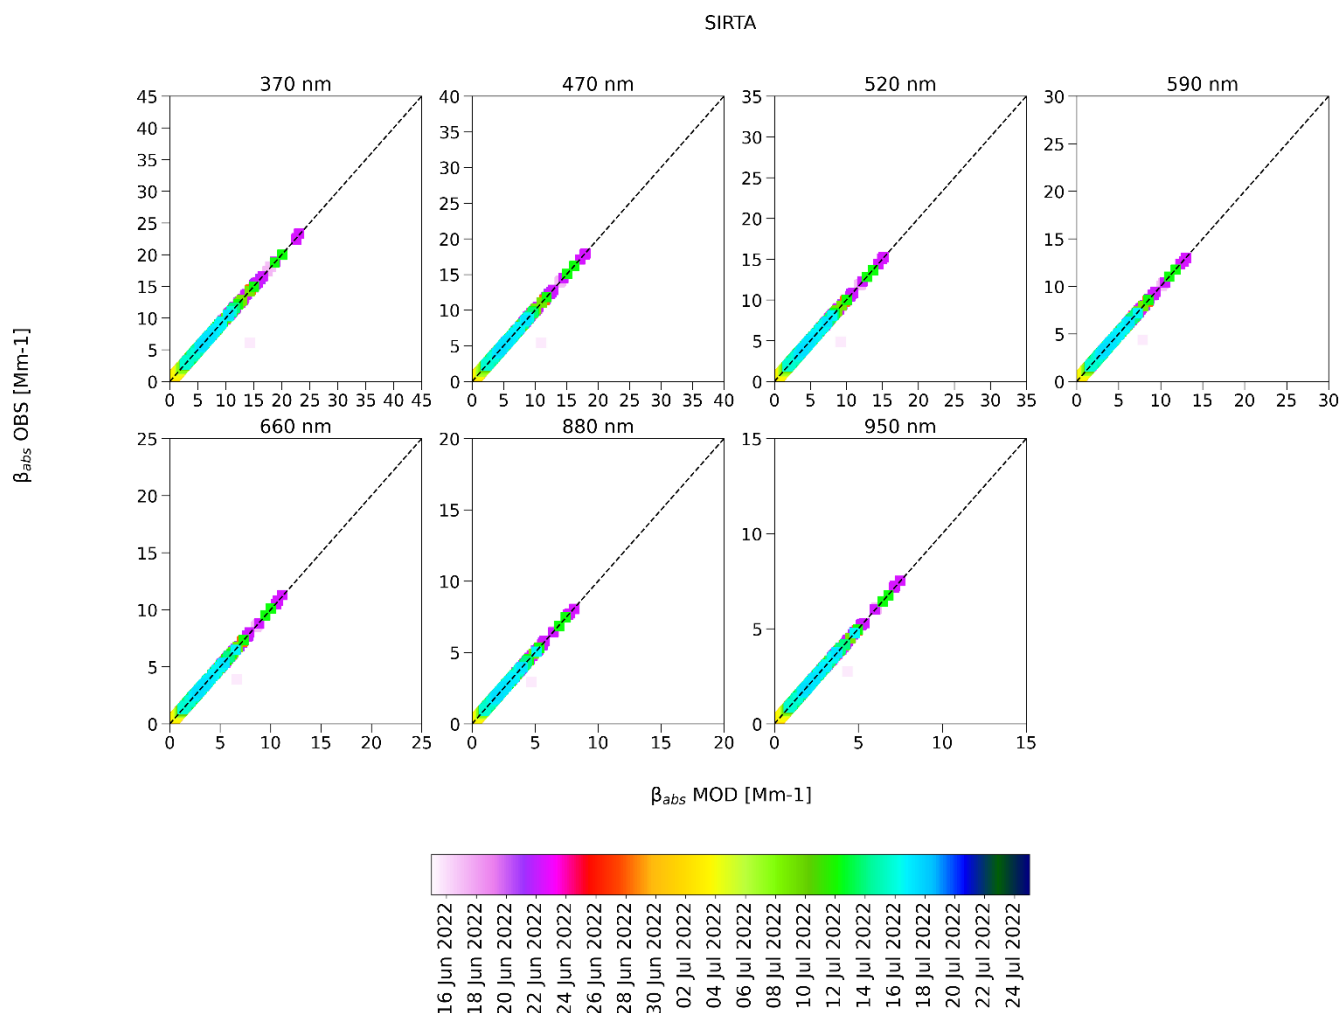 SIRTA
370 nm
470 nm
520 nm
590 nm
45
40
35
30
25
20
15
10
5
0
0 5 10 15 20 25 30 35 40 45
40
35
30
25
20
15
10
5
0
0 5 10 15 20 25 30 35 40
35
30
25
20
15
10
5
0
0 5 10 15 20 25 30 35
30
25
20
15
10
5
0
0 5 10 15 20 25 30
βabs OBS [Mm-1]
660 nm
880 nm
950 nm
25
20
15
10
5
0
0 5 10 15 20 25
20
15
10
5
0
0 5 10 15 20
15
10
5
0
0 5 10 15
βabs MOD [Mm-1]
16 Jun 2022
18 Jun 2022
20 Jun 2022
22 Jun 2022
24 Jun 2022
26 Jun 2022
28 Jun 2022
30 Jun 2022
02 Jul 2022
04 Jul 2022
06 Jul 2022
08 Jul 2022
10 Jul 2022
12 Jul 2022
14 Jul 2022
16 Jul 2022
18 Jul 2022
20 Jul 2022
22 Jul 2022
24 Jul 2022